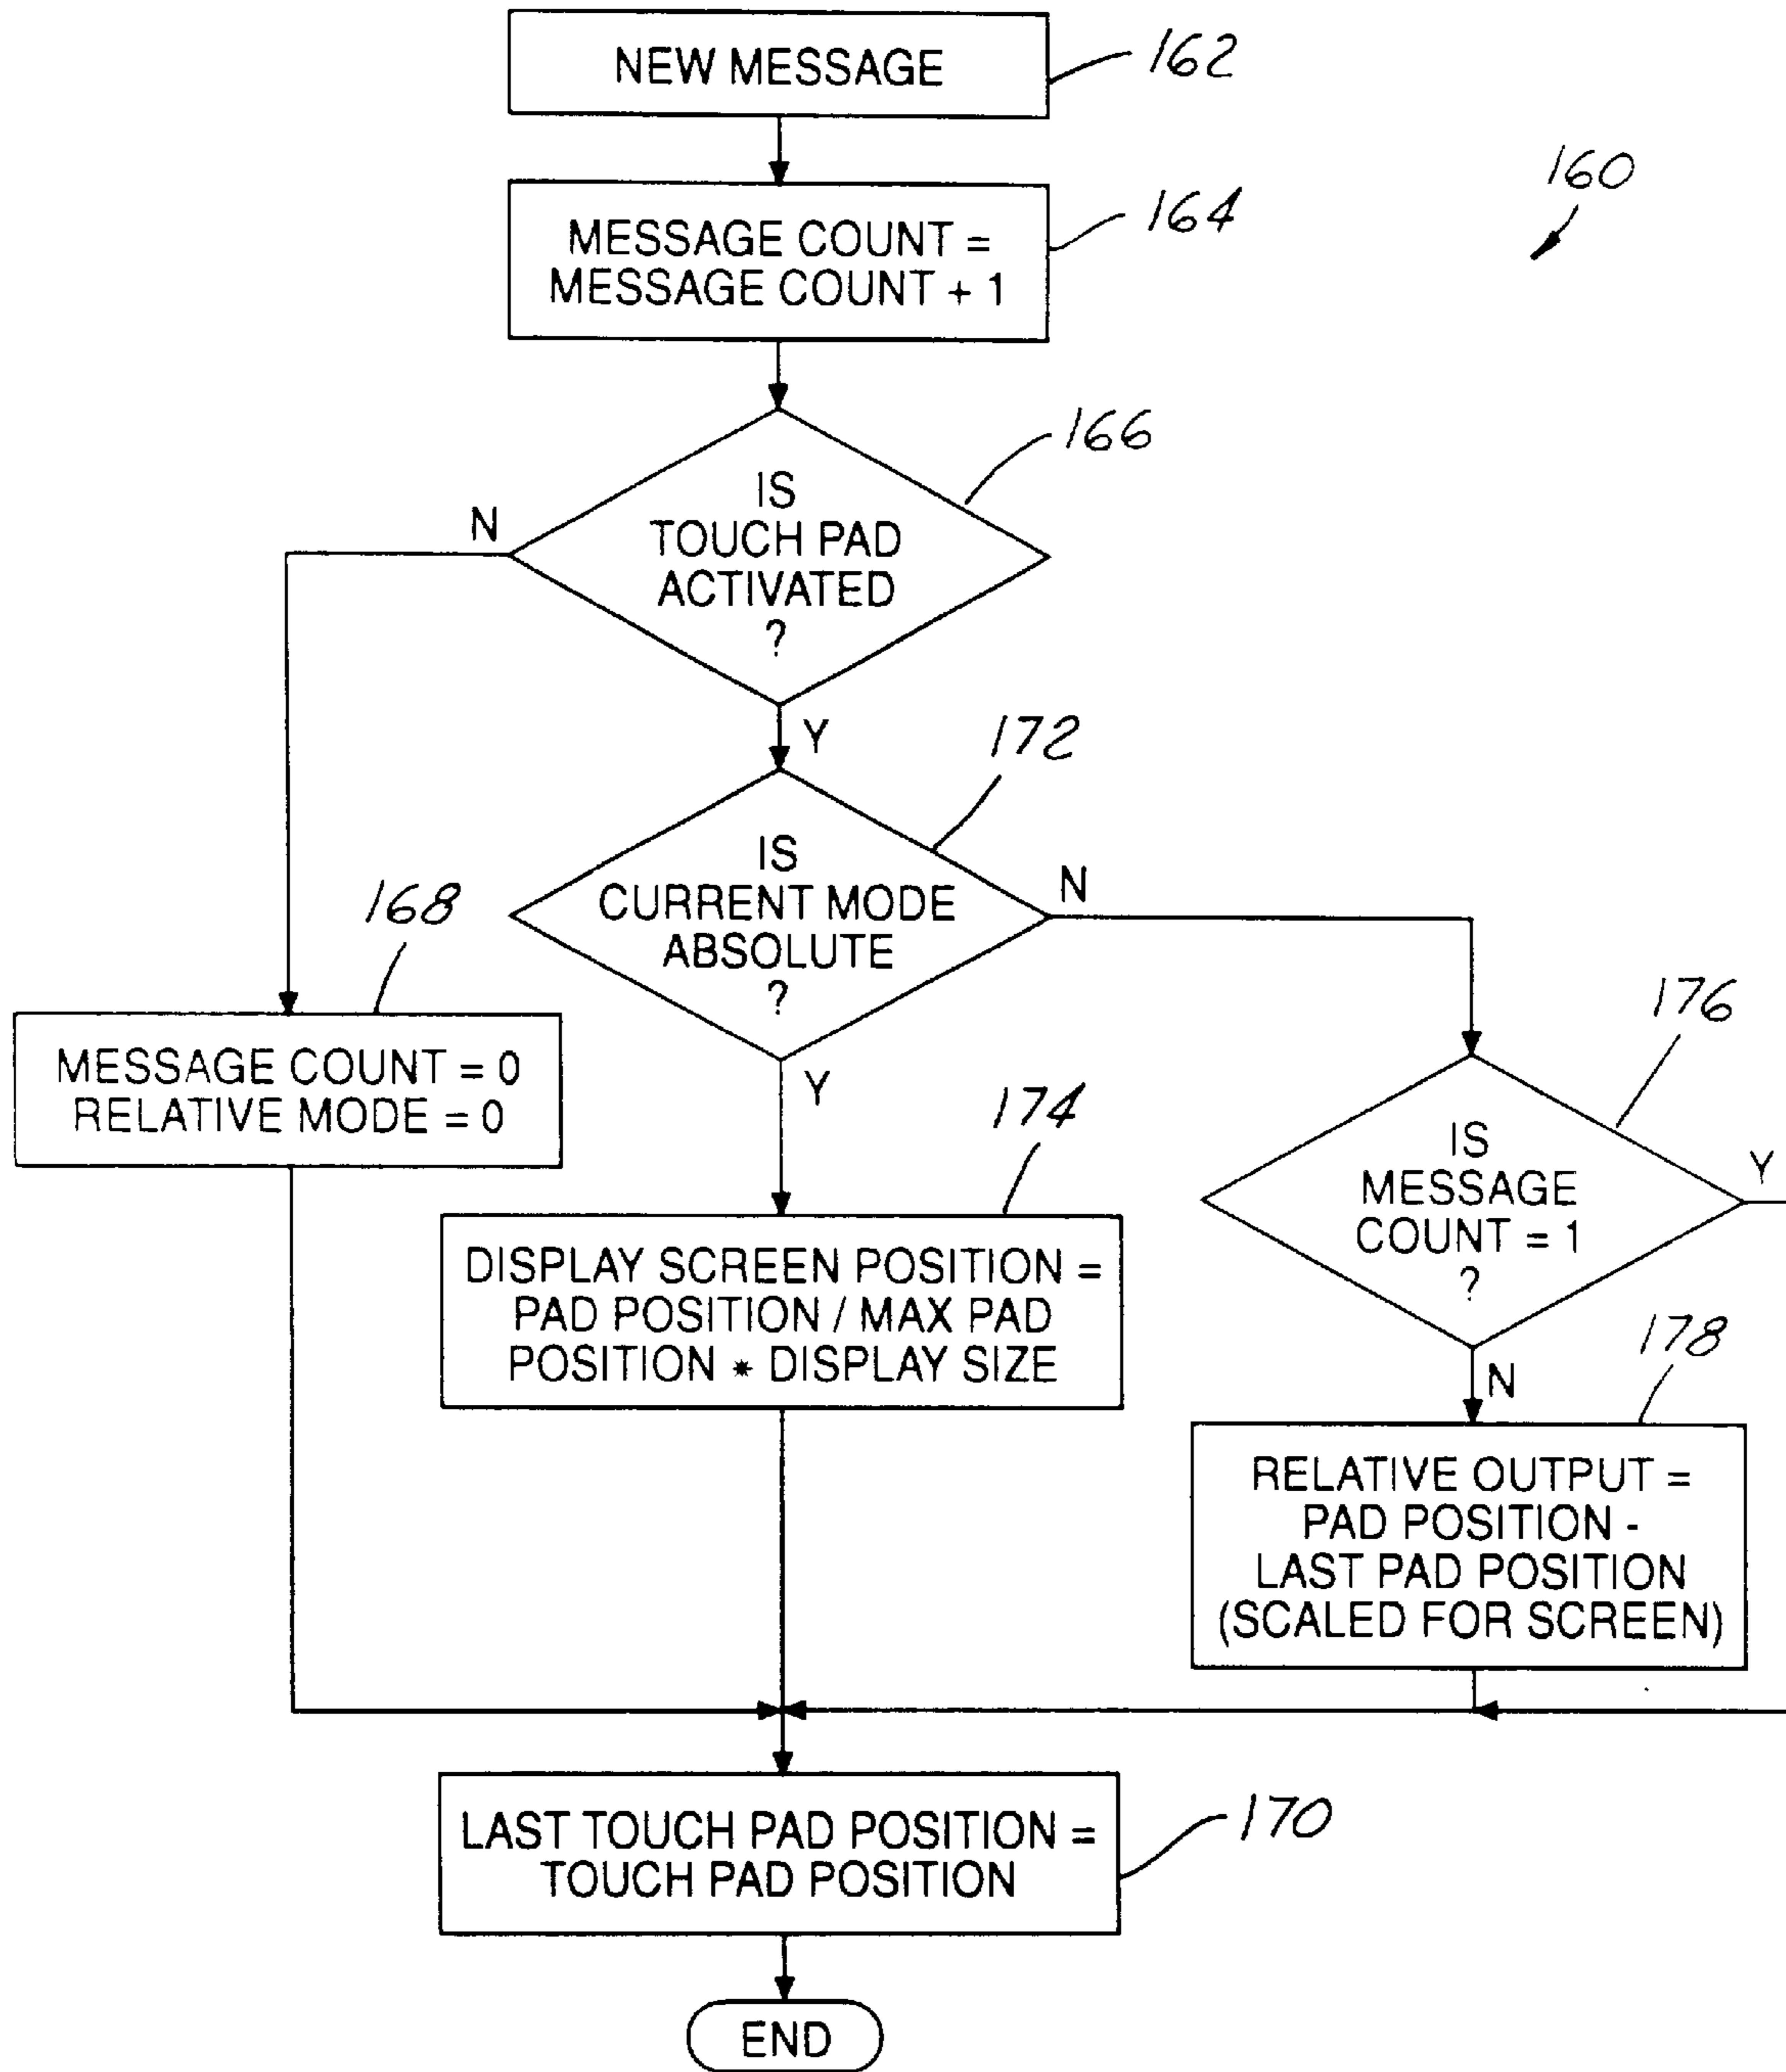 NEW MESSAGE
162
160
MESSAGE COUNT =
MESSAGE COUNT + 1
164
IS
TOUCH PAD
ACTIVATED
?
166
N
Y
IS
CURRENT MODE
ABSOLUTE
?
172
N
Y
168
MESSAGE COUNT = 0
RELATIVE MODE = 0
174
DISPLAY SCREEN POSITION =
PAD POSITION / MAX PAD
POSITION * DISPLAY SIZE
176
IS
MESSAGE
COUNT = 1
?
Y
N
178
RELATIVE OUTPUT =
PAD POSITION -
LAST PAD POSITION
(SCALED FOR SCREEN)
LAST TOUCH PAD POSITION =
TOUCH PAD POSITION
170
END